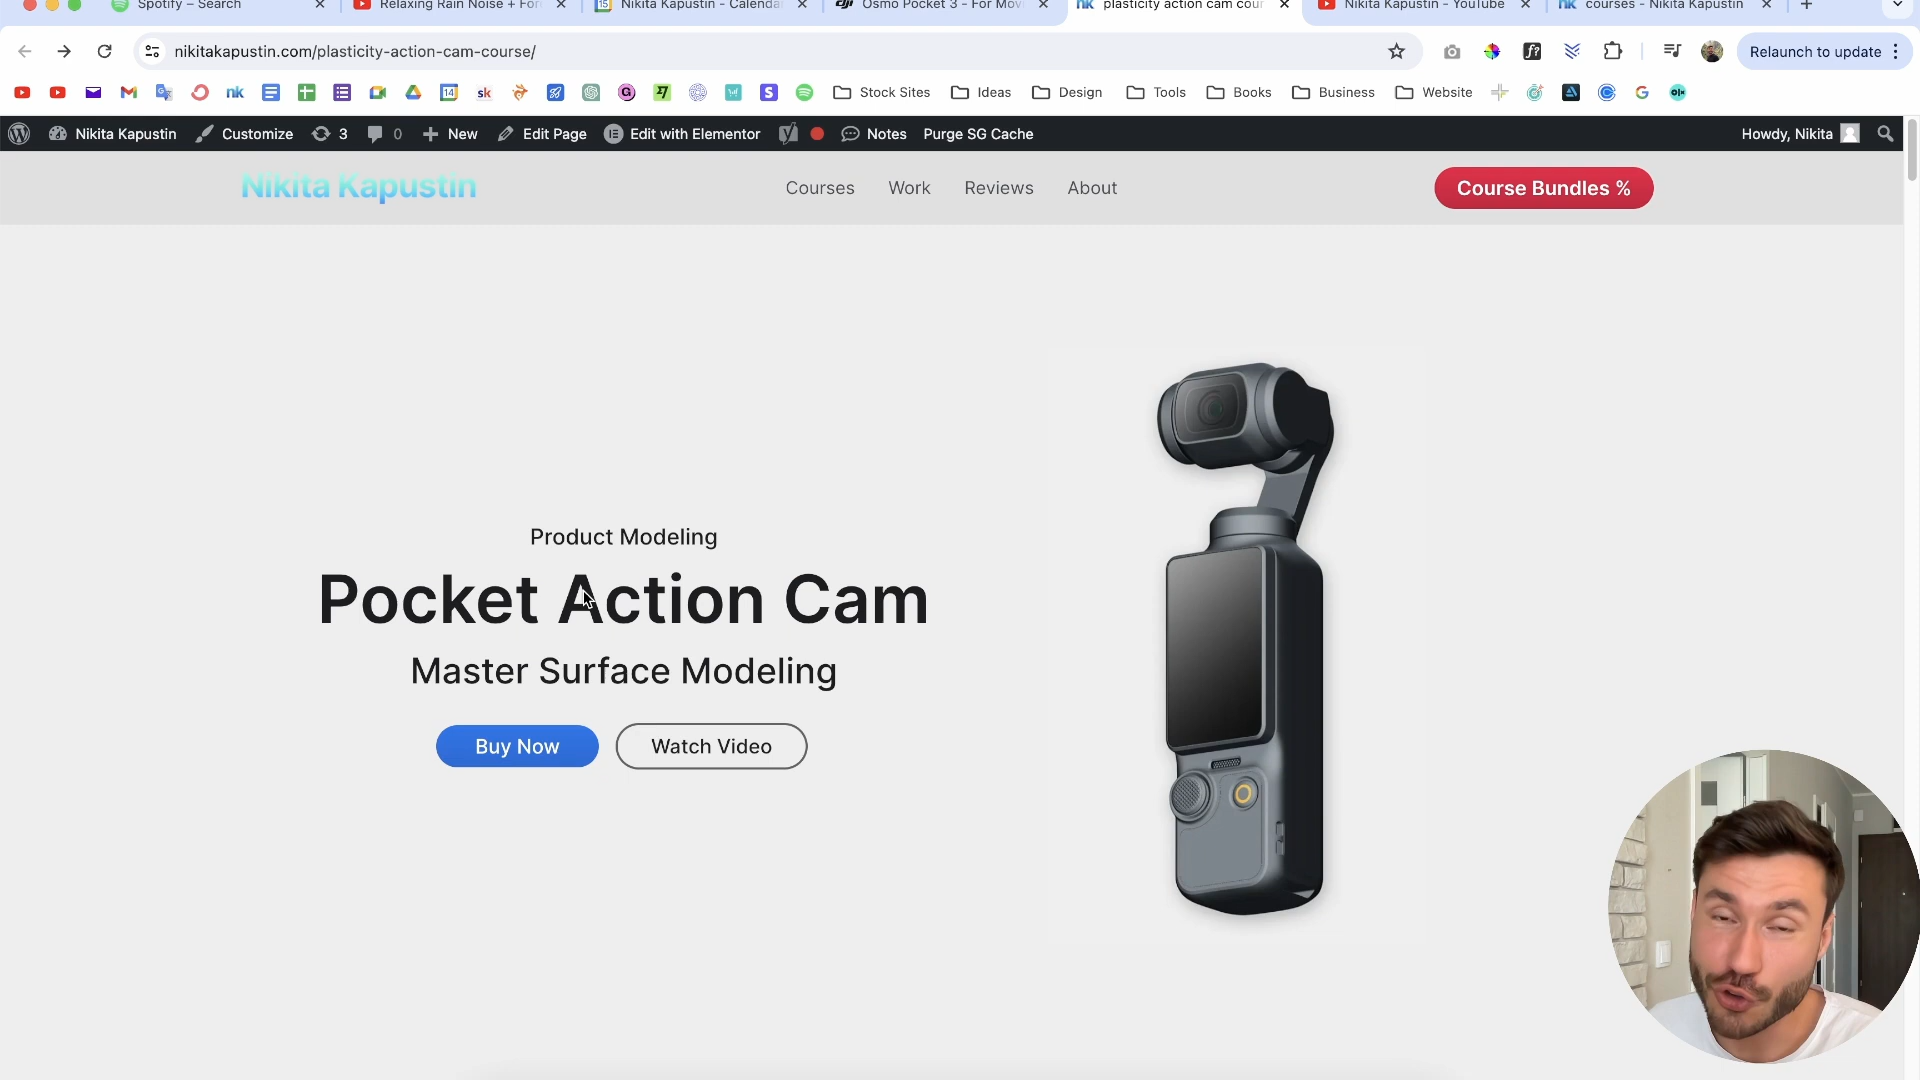 Spotify – Search
Relaxing Rain Noise + For
Nikita Kapustin - Calenda
Osmo Pocket 3 - For Mov
plasticity action cam cour
Nikita Kapustin - YouTube
courses - Nikita Kapustin
nikitakapustin.com/plasticity-action-cam-course/
Relaunch to update
Stock Sites
Ideas
Design
Tools
Books
Business
Website
Nikita Kapustin
Customize
3
0
New
Edit Page
Edit with Elementor
Notes
Purge SG Cache
Howdy, Nikita
Nikita Kapustin
Courses
Work
Reviews
About
Course Bundles %
Product Modeling
Pocket Action Cam
Master Surface Modeling
Buy Now
Watch Video